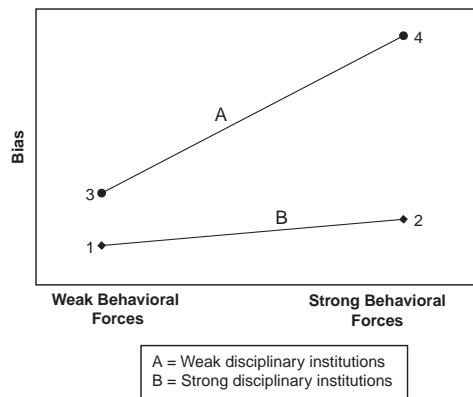 4
A
Bias
3
B
2
1
Weak Behavioral
Forces
Strong Behavioral
Forces
A = Weak disciplinary institutions
B = Strong disciplinary institutions